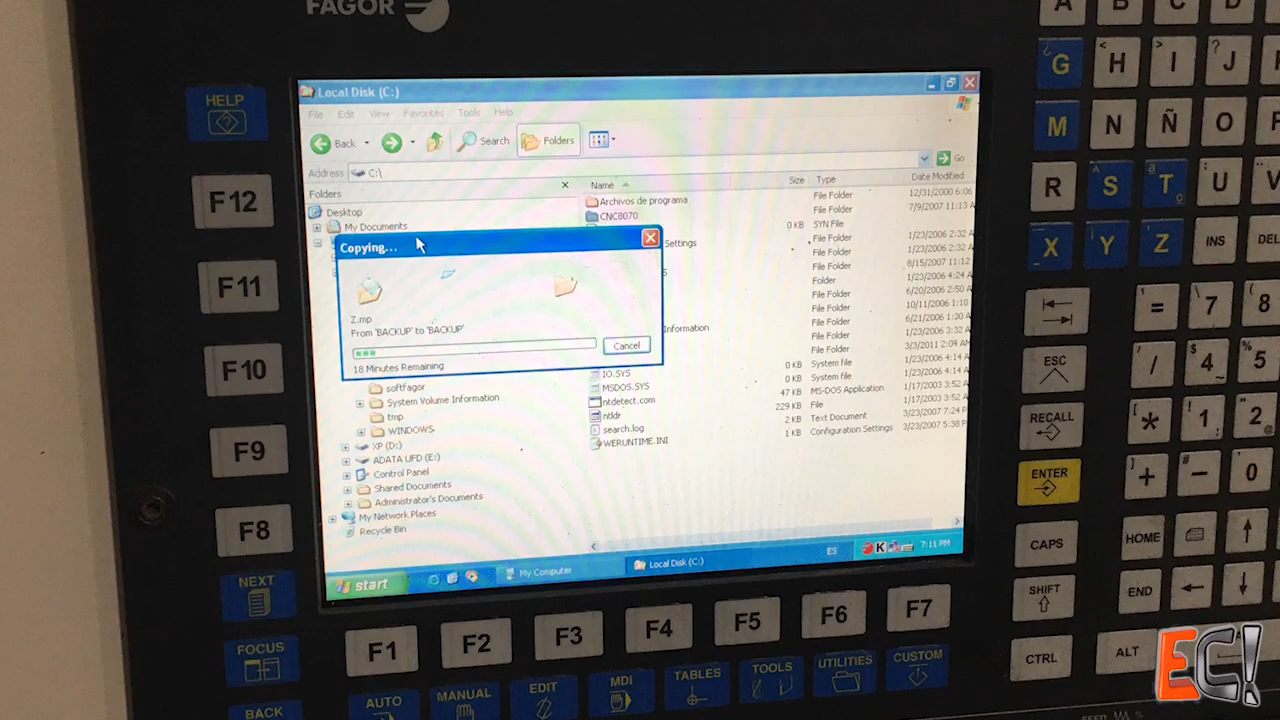 FAGOR
HELP
F12
F11
F10
F9
F8
NEXT
FOCUS
BACK
Local Disk (C:)
File Edit View Favorites Tools Help
Back Search Folders
Address C:\ Go
Folders
Desktop
My Documents
Copying...
Z.mp
From 'BACKUP' to 'BACKUP'
Cancel
18 Minutes Remaining
softfagor
System Volume Information
tmp
WINDOWS
XP (D:)
ADATA UFD (E:)
Control Panel
Shared Documents
Administrator's Documents
My Network Places
Recycle Bin
Name Size Type Date Modified
Archivos de programa File Folder 12/31/2000 6:06
CNC8070 File Folder 7/9/2007 11:13 A
0 KB SYN File 1/23/2006 2:32 A
Settings File Folder 1/23/2006 2:32 A
File Folder 8/15/2007 11:12
File Folder 1/23/2006 4:24 A
Folder 6/20/2006 2:50 A
File Folder 10/11/2006 1:10
File Folder 6/21/2006 1:30 A
Information File Folder 1/23/2006 3:32 A
File Folder 3/3/2011 2:04 AM
File Folder 1/23/2006 4:14 A
0 KB System file 1/23/2006 4:14 A
IO.SYS 0 KB System file 1/17/2003 3:52 A
MSDOS.SYS 47 KB MS-DOS Application 1/17/2003 3:52 A
ntdetect.com 229 KB File 3/23/2007 7:24 P
ntldr 2 KB Text Document 3/23/2007 5:38 P
search.log 1 KB Configuration Settings
WERUNTIME.INI
start My Computer Local Disk (C:) ES K 7:11 PM
F1 F2 F3 F4 F5 F6 F7
AUTO MANUAL EDIT MDI TABLES TOOLS UTILITIES CUSTOM
A B C D
G < H > I ? J
M N Ñ O
R S T U V
X Y Z INS DEL
= 7 8
ESC / $ 4 % 5
RECALL * ! 1 " 2
ENTER + # - 0
CAPS HOME
SHIFT END
CTRL ALT
FEED
EC!